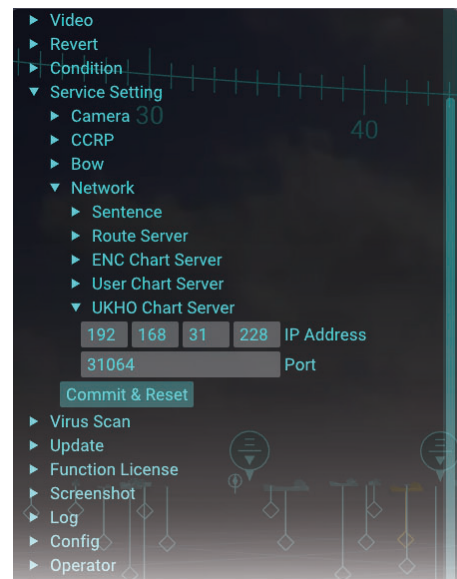 Video
Revert
Condition
Service Setting
Camera 30
CCRP 40
Bow
Network
Sentence
Route Server
ENC Chart Server
User Chart Server
UKHO Chart Server
192 168 31 228 IP Address
31064 Port
Commit & Reset
Virus Scan
Update
Function License
Screenshot
Log
Config
Operator